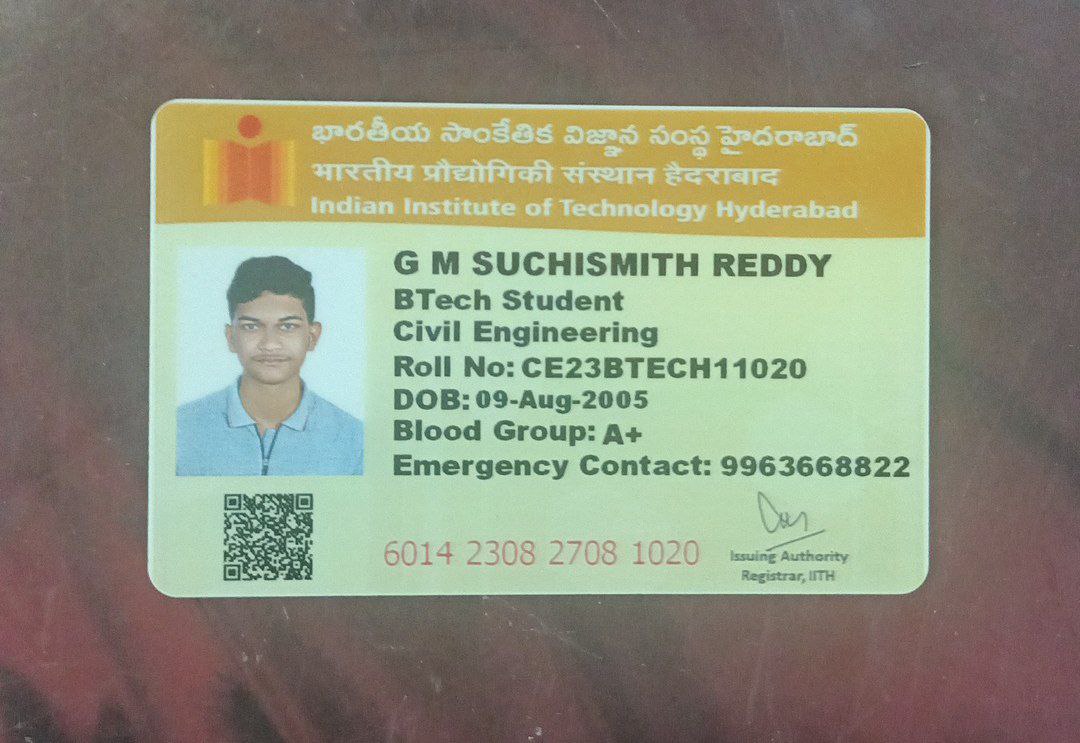 భారతీయ సాంకేతిక విజ్ఞాన సంస్థ హైదరాబాద్
भारतीय प्रौद्योगिकी संस्थान हैदराबाद
Indian Institute of Technology Hyderabad
G M SUCHISMITH REDDY
BTech Student
Civil Engineering
Roll No: CE23BTECH11020
DOB: 09-Aug-2005
Blood Group: A+
Emergency Contact: 9963668822
6014 2308 2708 1020
Issuing Authority
Registrar, IITH